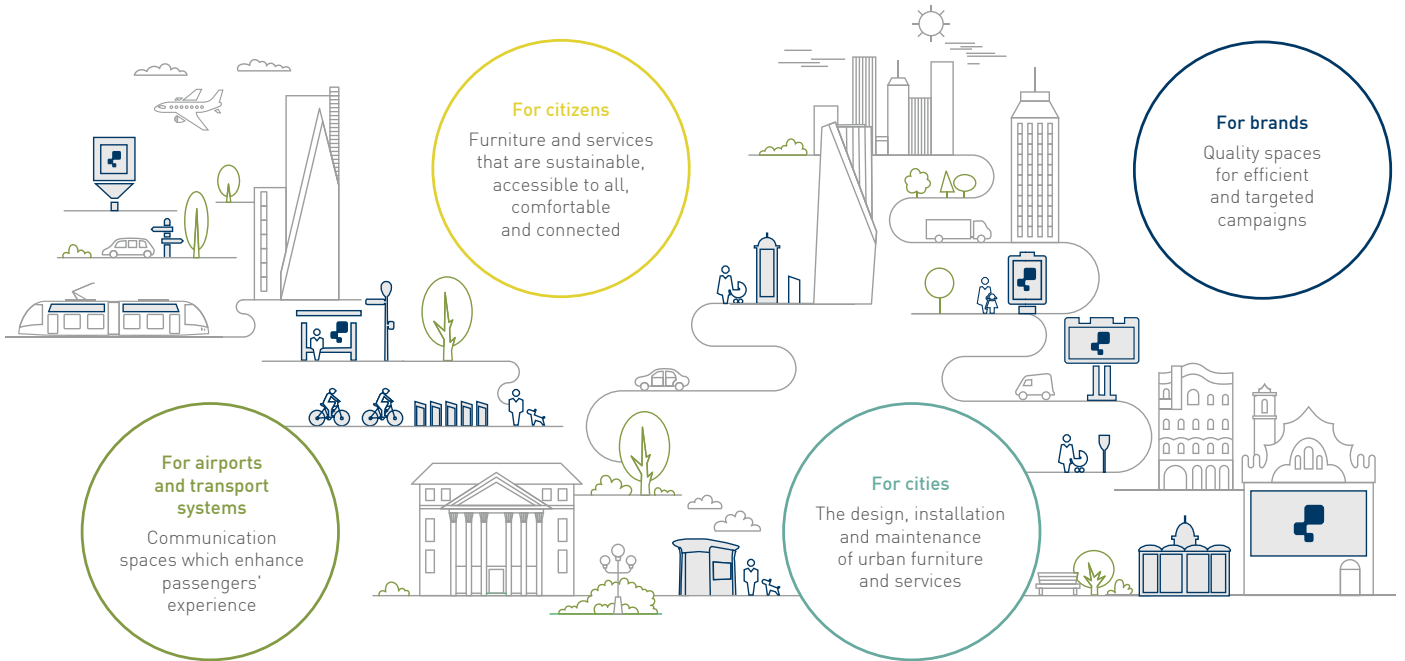 For citizens
Furniture and services
that are sustainable,
accessible to all,
comfortable
and connected
For brands
Quality spaces
for efficient
and targeted
campaigns
For airports
and transport
systems
Communication
spaces which enhance
passengers'
experience
For cities
The design, installation
and maintenance
of urban furniture
and services